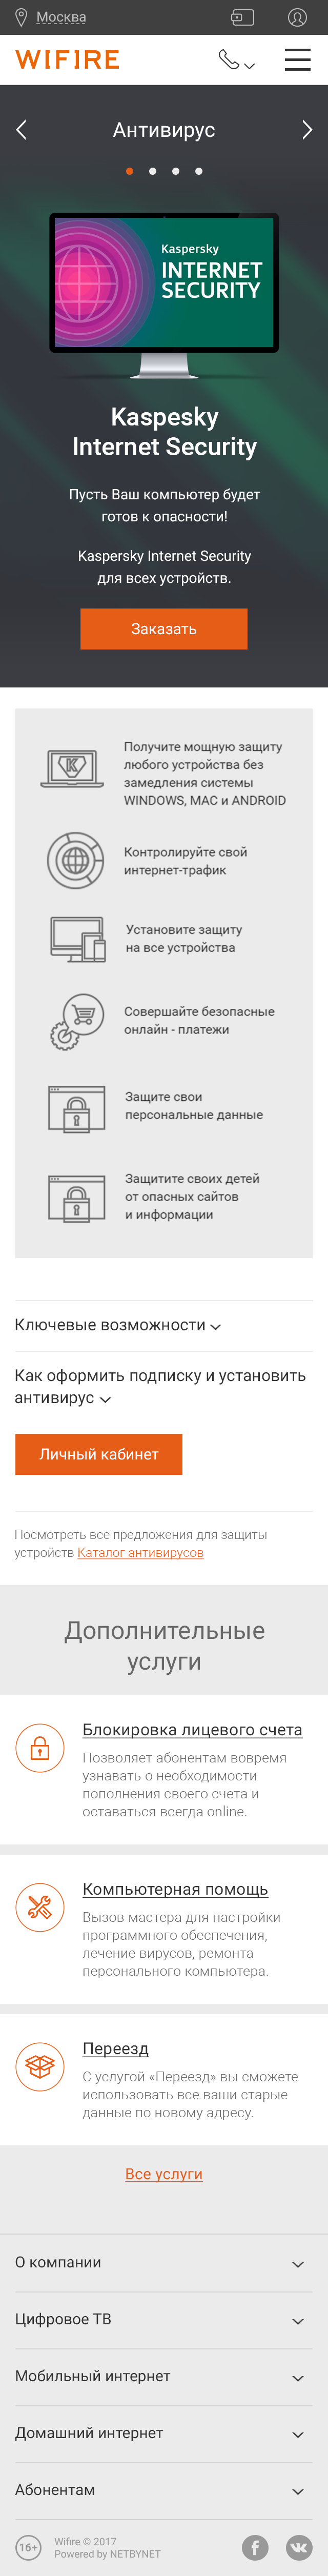 Москва
WIFIRE
Антивирус
Kaspersky
INTERNET
SECURITY
Kaspesky
Internet Security
Пусть Ваш компьютер будет
готов к опасности!
Kaspersky Internet Security
для всех устройств.
Заказать
Получите мощную защиту
любого устройства без
замедления системы
WINDOWS, MAC и ANDROID
Контролируйте свой
интернет-трафик
Установите защиту
на все устройства
Совершайте безопасные
онлайн - платежи
Защите свои
персональные данные
Защитите своих детей
от опасных сайтов
и информации
Ключевые возможности
Как оформить подписку и установить
антивирус
Личный кабинет
Посмотреть все предложения для защиты
устройств Каталог антивирусов
Дополнительные
услуги
Блокировка лицевого счета
Позволяет абонентам вовремя
узнавать о необходимости
пополнения своего счета и
оставаться всегда online.
Компьютерная помощь
Вызов мастера для настройки
программного обеспечения,
лечение вирусов, ремонта
персонального компьютера.
Переезд
С услугой «Переезд» вы сможете
использовать все ваши старые
данные по новому адресу.
Все услуги
О компании
Цифровое ТВ
Мобильный интернет
Домашний интернет
Абонентам
16+
Wifire © 2017
Powered by NETBYNET